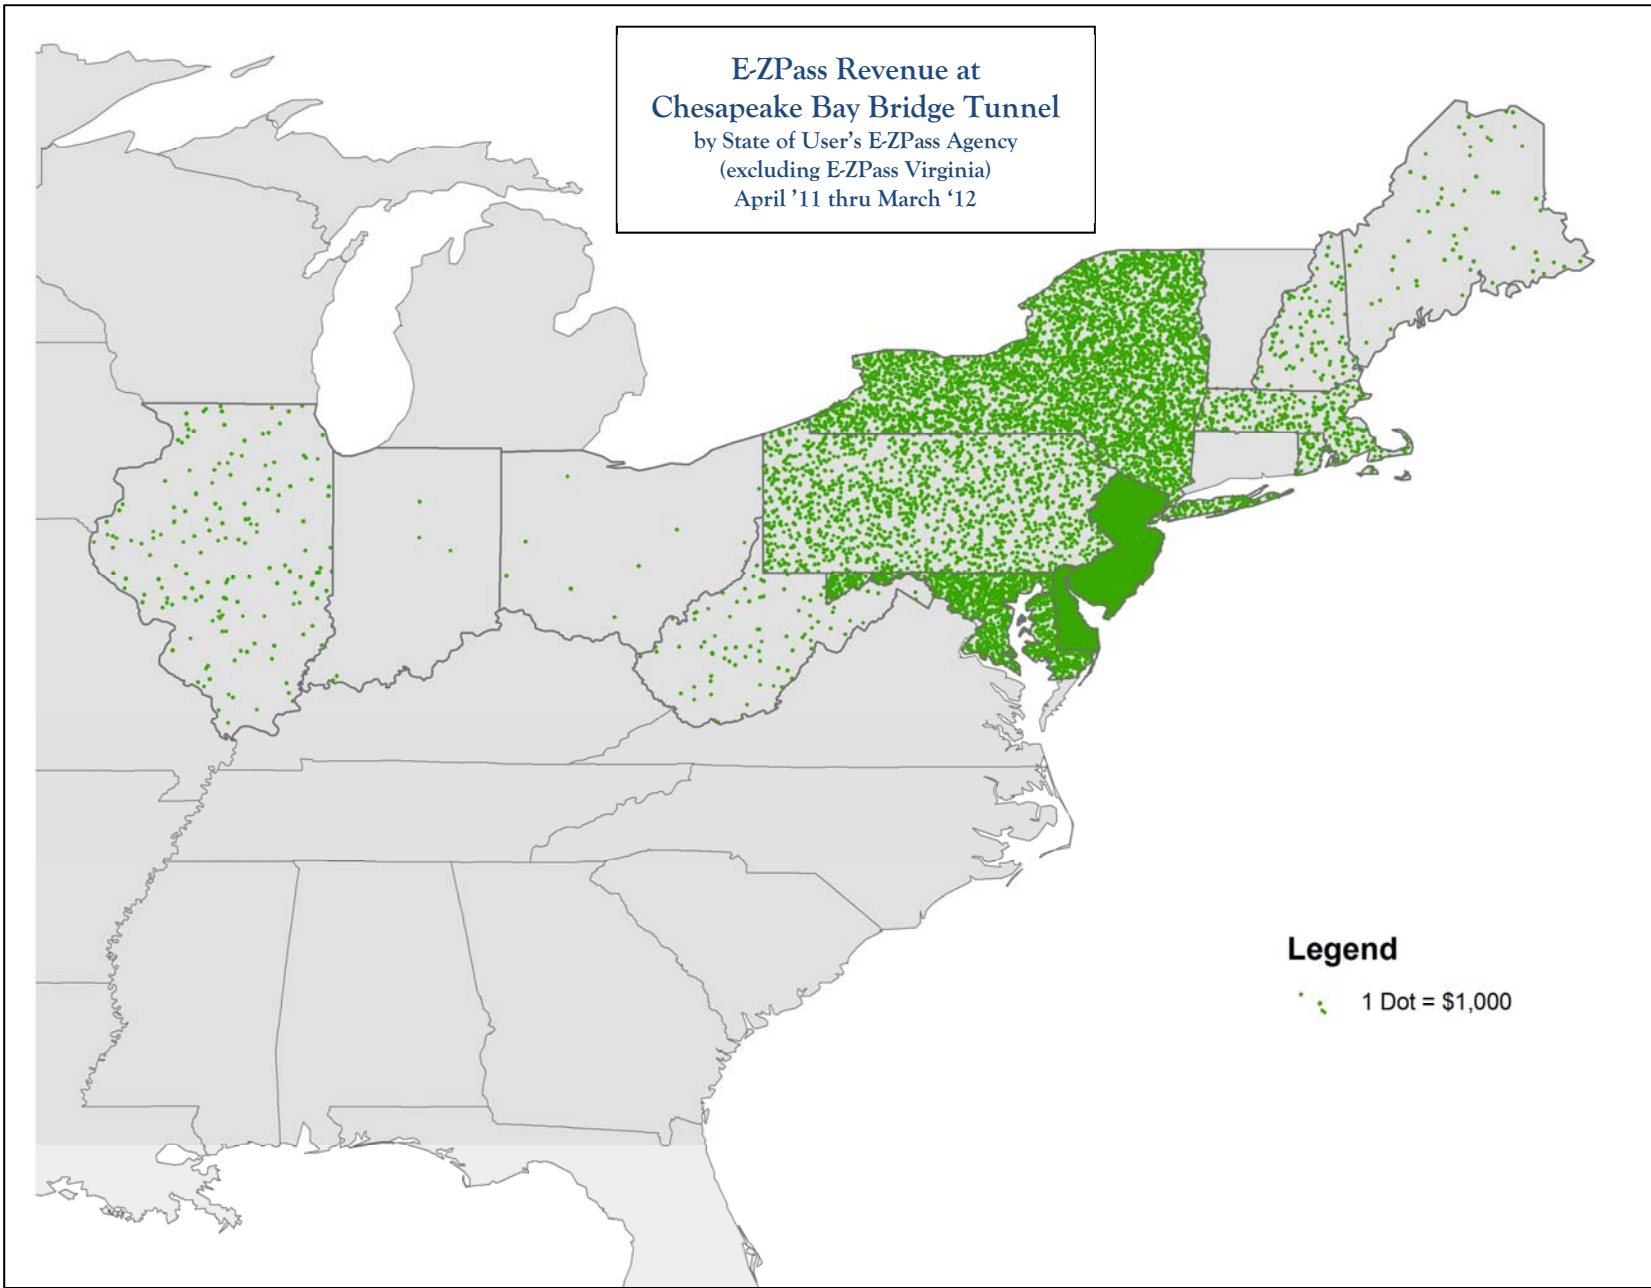 E-ZPass Revenue at
Chesapeake Bay Bridge Tunnel
by State of User’s E-ZPass Agency
(excluding E-ZPass Virginia)
April ’11 thru March ‘12
Legend
1 Dot = $1,000